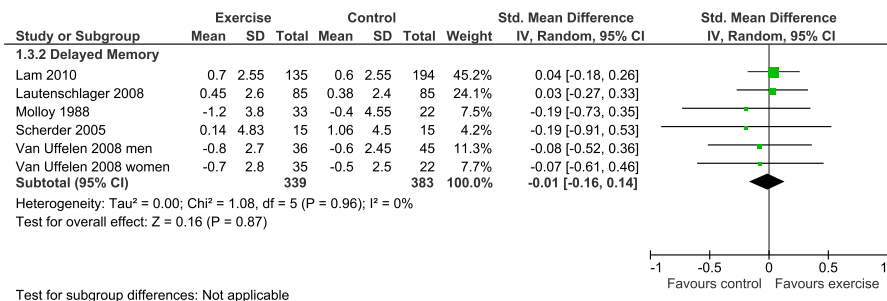 Exercise Control Std. Mean Difference Std. Mean Difference
Study or Subgroup Mean SD Total Mean SD Total Weight IV, Random, 95% CI IV, Random, 95% CI
1.3.2 Delayed Memory
Lam 2010 0.7 2.55 135 0.6 2.55 194 45.2% 0.04 [-0.18, 0.26]
Lautenschlager 2008 0.45 2.6 85 0.38 2.4 85 24.1% 0.03 [-0.27, 0.33]
Molloy 1988 -1.2 3.8 33 -0.4 4.55 22 7.5% -0.19 [-0.73, 0.35]
Scherder 2005 0.14 4.83 15 1.06 4.5 15 4.2% -0.19 [-0.91, 0.53]
Van Uffelen 2008 men -0.8 2.7 36 -0.6 2.45 45 11.3% -0.08 [-0.52, 0.36]
Van Uffelen 2008 women -0.7 2.8 35 -0.5 2.5 22 7.7% -0.07 [-0.61, 0.46]
Subtotal (95% CI) 339 383 100.0% -0.01 [-0.16, 0.14]
Heterogeneity: Tau² = 0.00; Chi² = 1.08, df = 5 (P = 0.96); I² = 0%
Test for overall effect: Z = 0.16 (P = 0.87)
-1 -0.5 0 0.5 1
Favours control Favours exercise
Test for subgroup differences: Not applicable